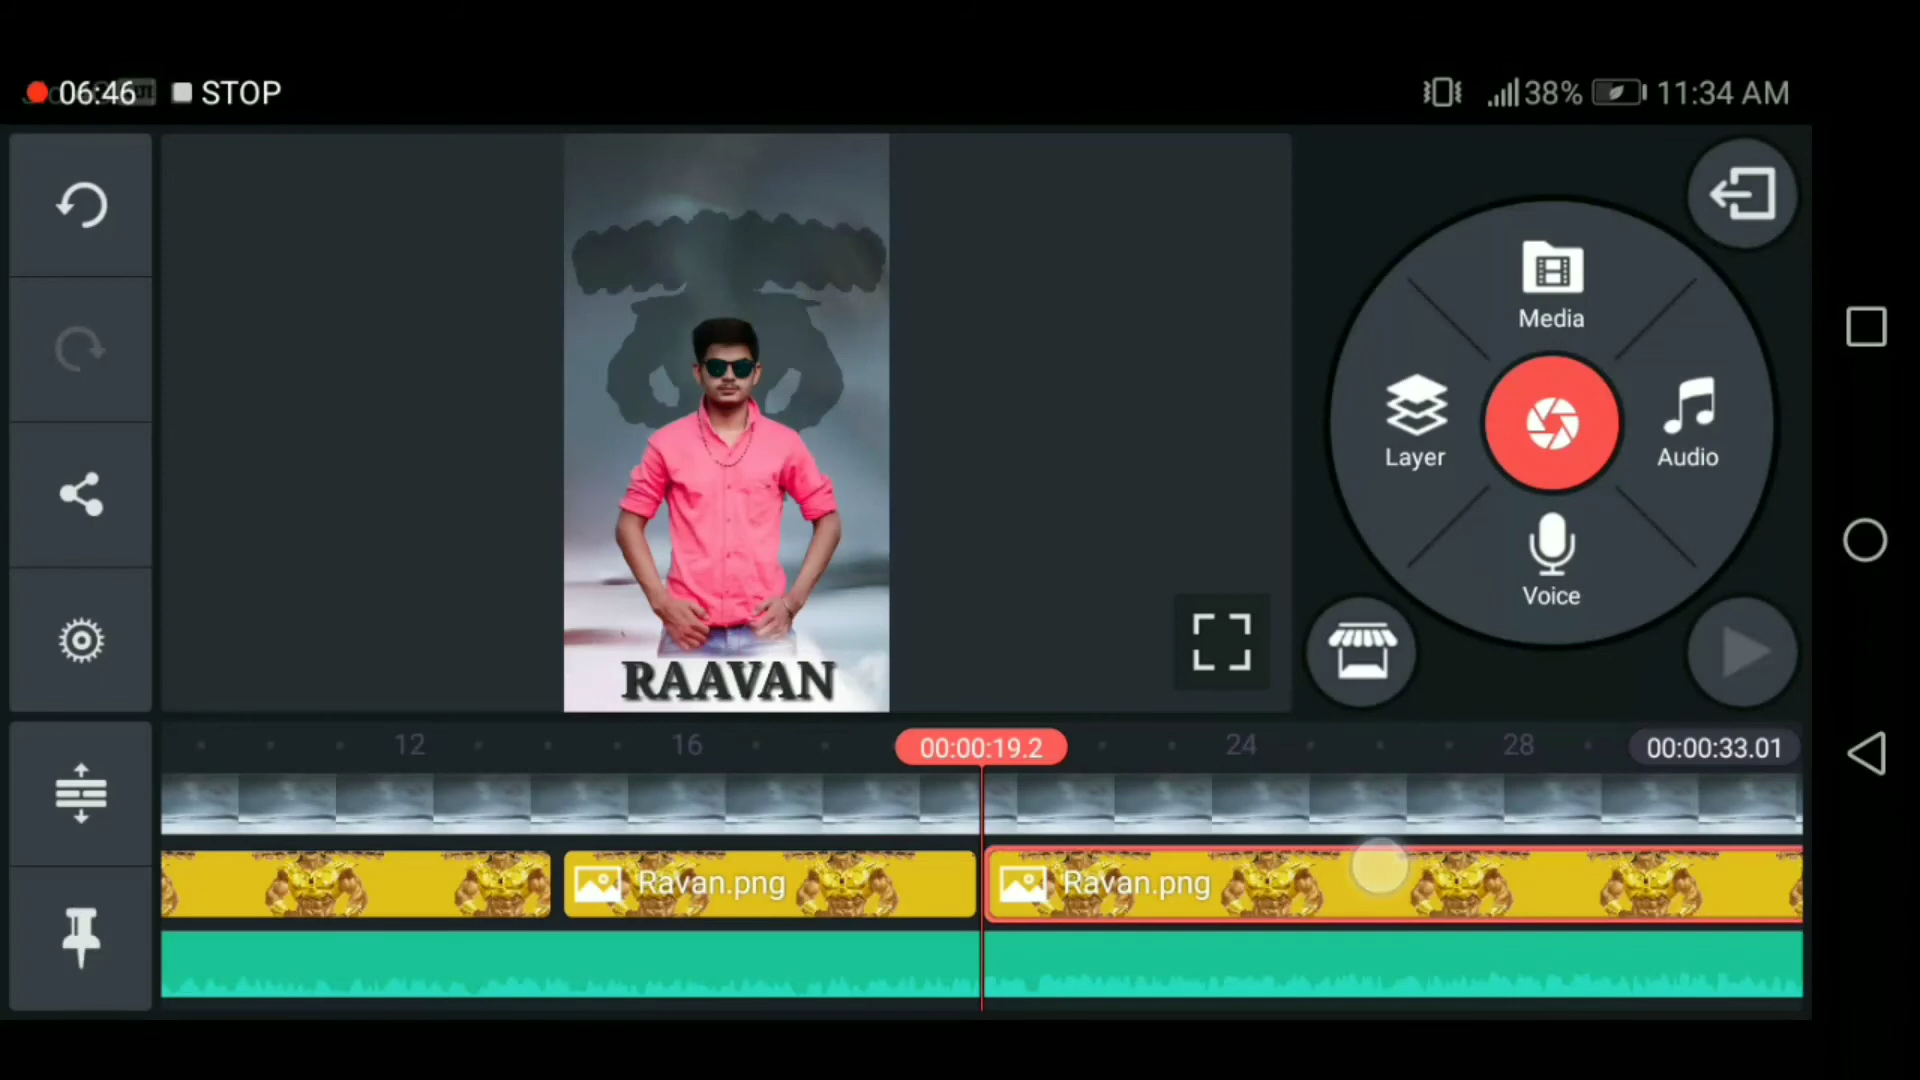 06:46 STOP
38% 11:34 AM
Media
Layer
Audio
Voice
RAAVAN
12 16 00:00:19.2 24 28 00:00:33.01
Ravan.png Ravan.png